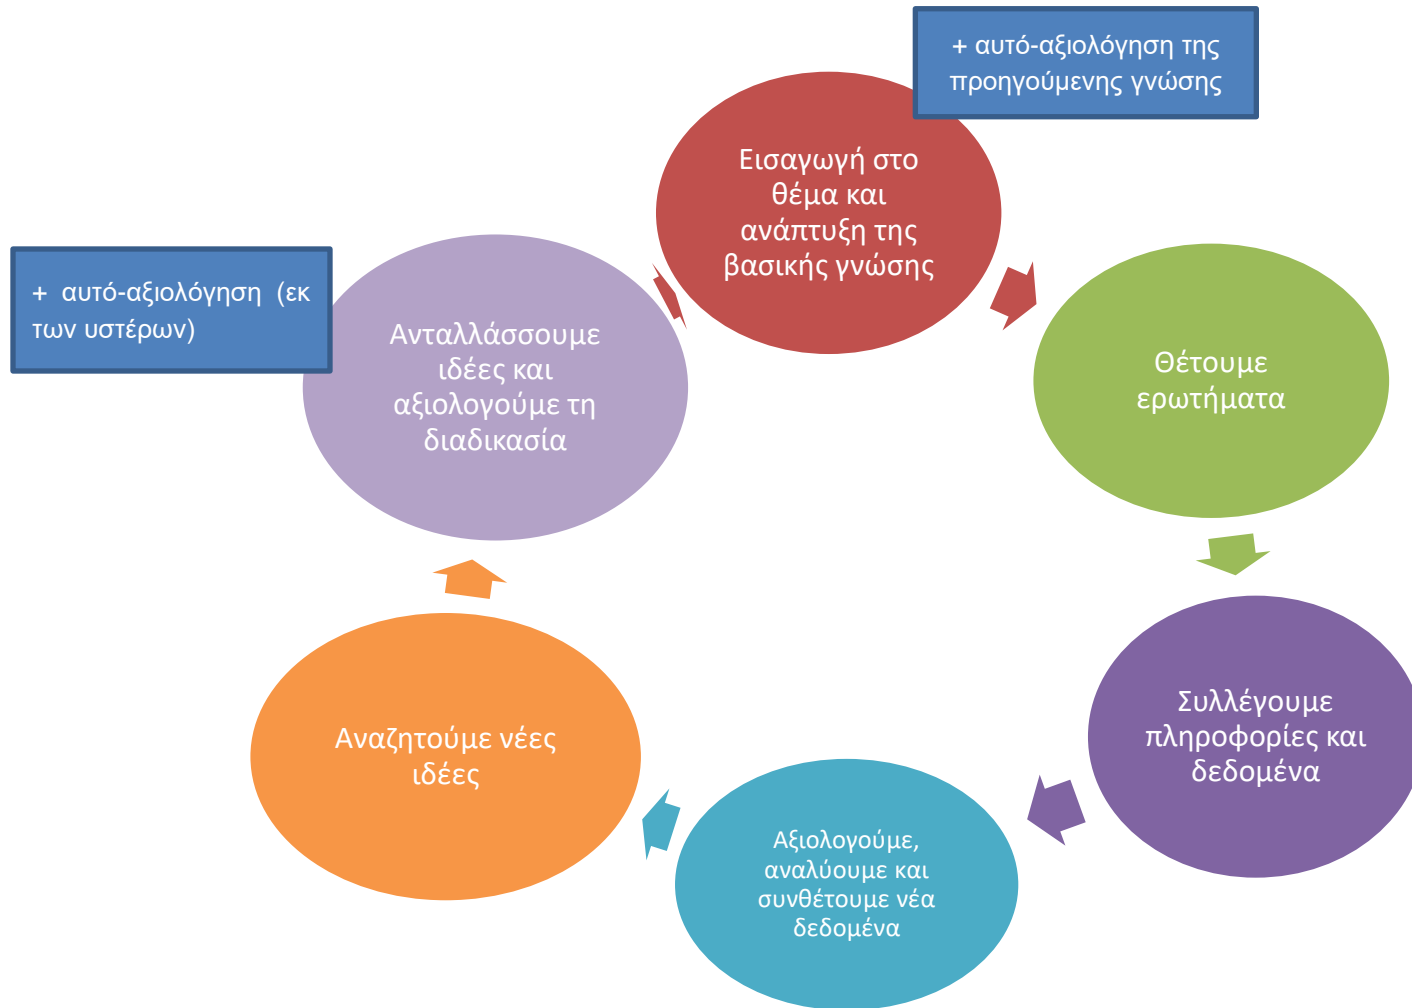 + αυτό-αξιολόγηση της
προηγούμενης γνώσης
Εισαγωγή στο
θέμα και
ανάπτυξη της
βασικής γνώσης
Θέτουμε
ερωτήματα
Συλλέγουμε
πληροφορίες και
δεδομένα
Αξιολογούμε,
αναλύουμε και
συνθέτουμε νέα
δεδομένα
Αναζητούμε νέες
ιδέες
Ανταλλάσσουμε
ιδέες και
αξιολογούμε τη
διαδικασία
+ αυτό-αξιολόγηση (εκ
των υστέρων)